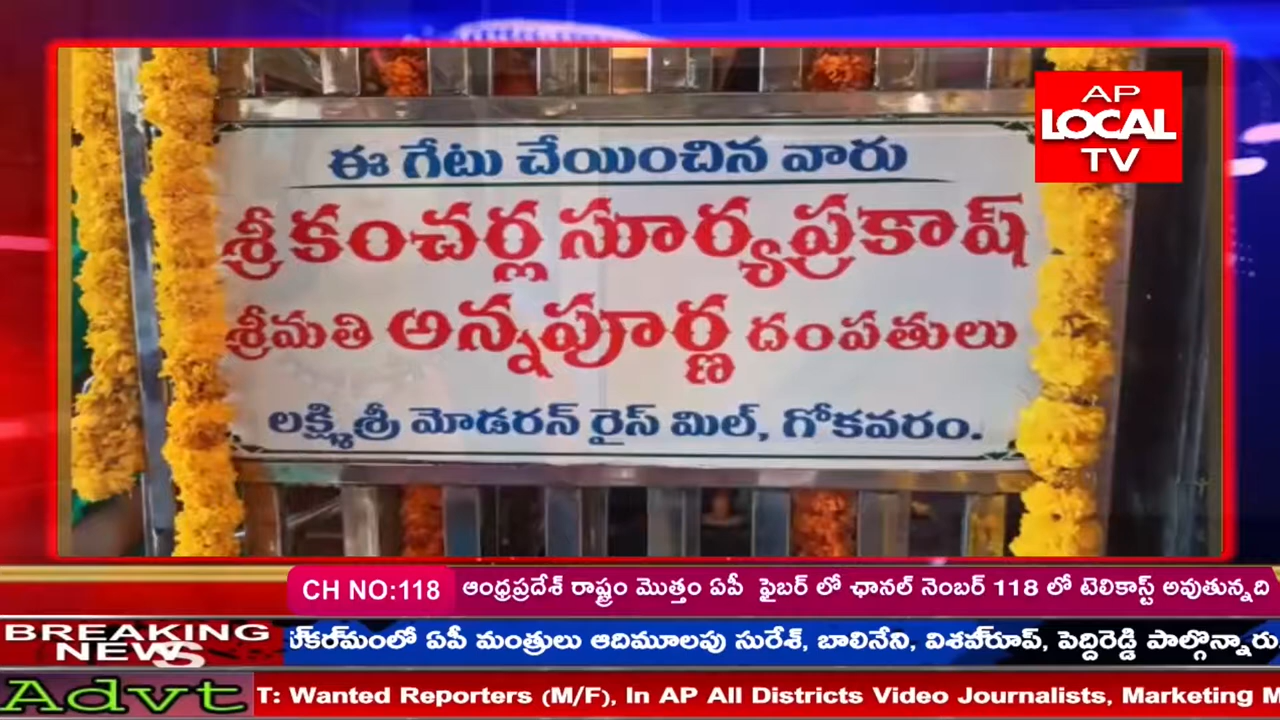 AP
LOCAL
TV
ఈ గేటు చేయించిన వారు
శ్రీ కంచర్ల సూర్యప్రకాష్
శ్రీమతి అన్నపూర్ణ దంపతులు
లక్ష్మిశ్రీ మోడరన్ రైస్ మిల్, గోకవరం.
CH NO:118 ఆంధ్రప్రదేశ్ రాష్ట్రం మొత్తం ఏపీ ఫైబర్ లో ఛానల్ నెంబర్ 118 లో టెలికాస్ట్ అవుతున్నది
BREAKING NEWS
ఏపీ మంత్రులు ఆదిమూలపు సురేశ్, బాలినేని, విశ్వరూప్, పెద్దిరెడ్డి పాల్గొన్నారు.
Advt T: Wanted Reporters (M/F), In AP All Districts Video Journalists, Marketing M